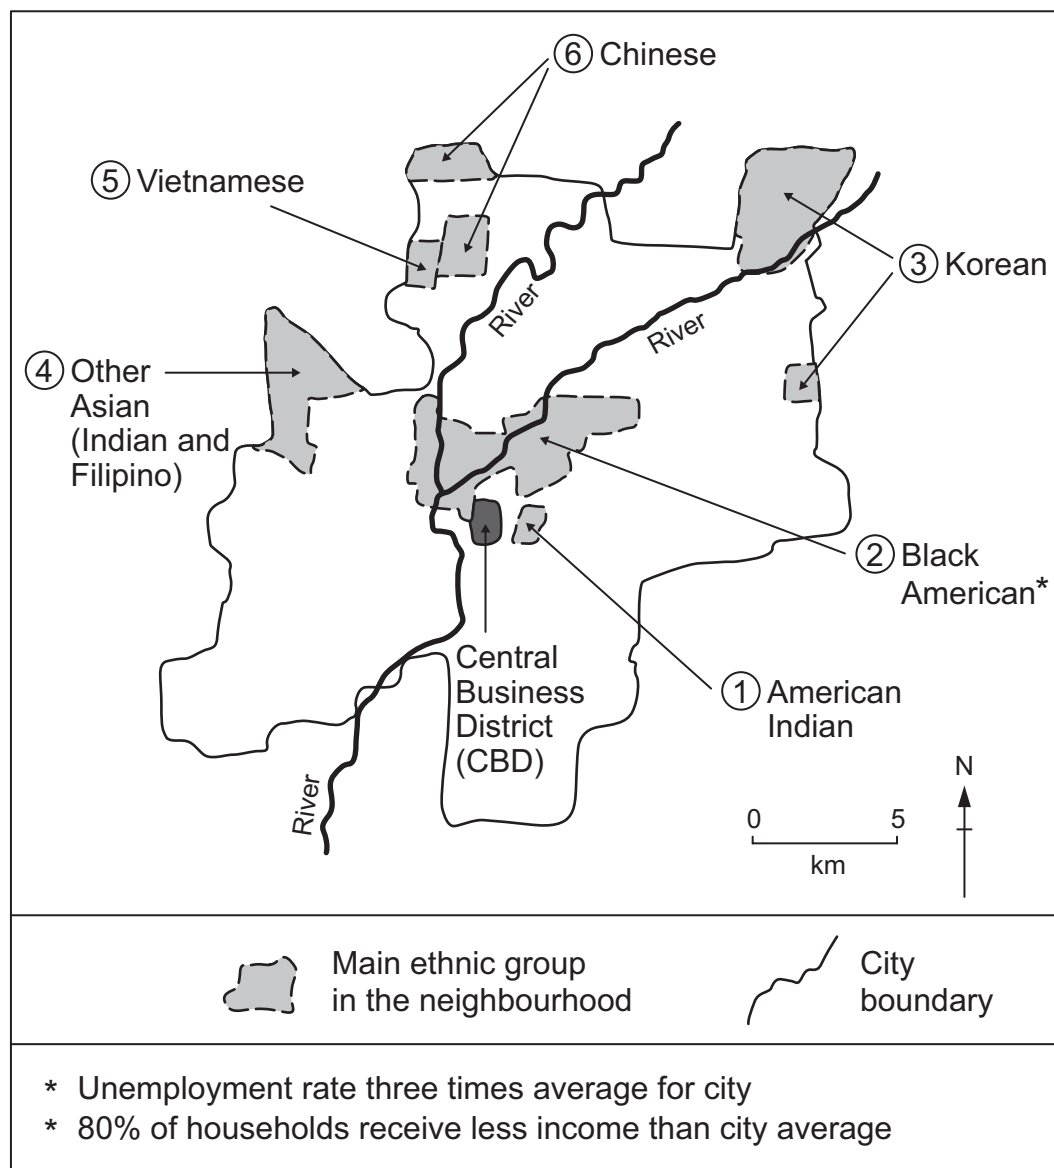 ⑥ Chinese
⑤ Vietnamese
③ Korean
River
River
④ Other
Asian
(Indian and
Filipino)
② Black
American*
Central
Business
District
(CBD)
① American
Indian
River
N
0 5
km
Main ethnic group
in the neighbourhood
City
boundary
* Unemployment rate three times average for city
* 80% of households receive less income than city average